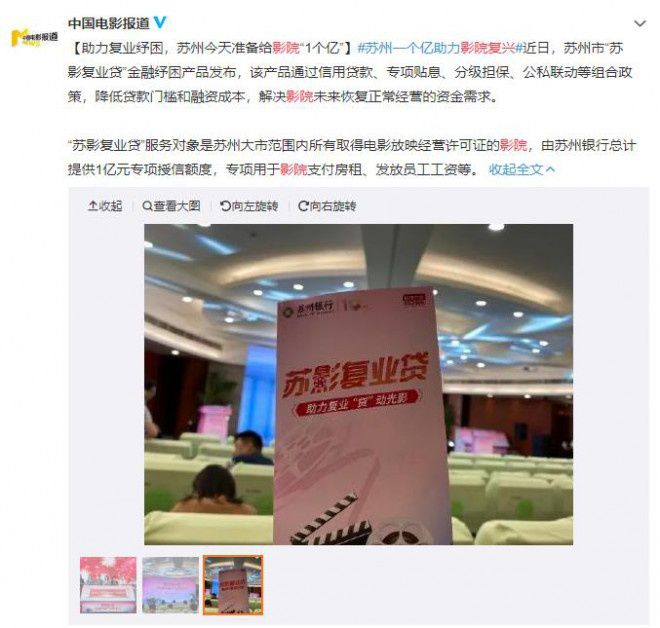 中国电影报道
中国电影报道
【助力复业纾困，苏州今天准备给影院“1个亿”】#苏州一个亿助力影院复兴#近日，苏州市“苏
影复业贷”金融纾困产品发布，该产品通过信用贷款、专项贴息、分级担保、公私联动等组合政
策，降低贷款门槛和融资成本，解决影院未来恢复正常经营的资金需求。
“苏影复业贷”服务对象是苏州大市范围内所有取得电影放映经营许可证的影院，由苏州银行总计
提供1亿元专项授信额度，专项用于影院支付房租、发放员工工资等。 收起全文
收起 查看大图 向左旋转 向右旋转
苏州银行
苏影复业贷
助力复业“贷”动光影
苏影复业贷